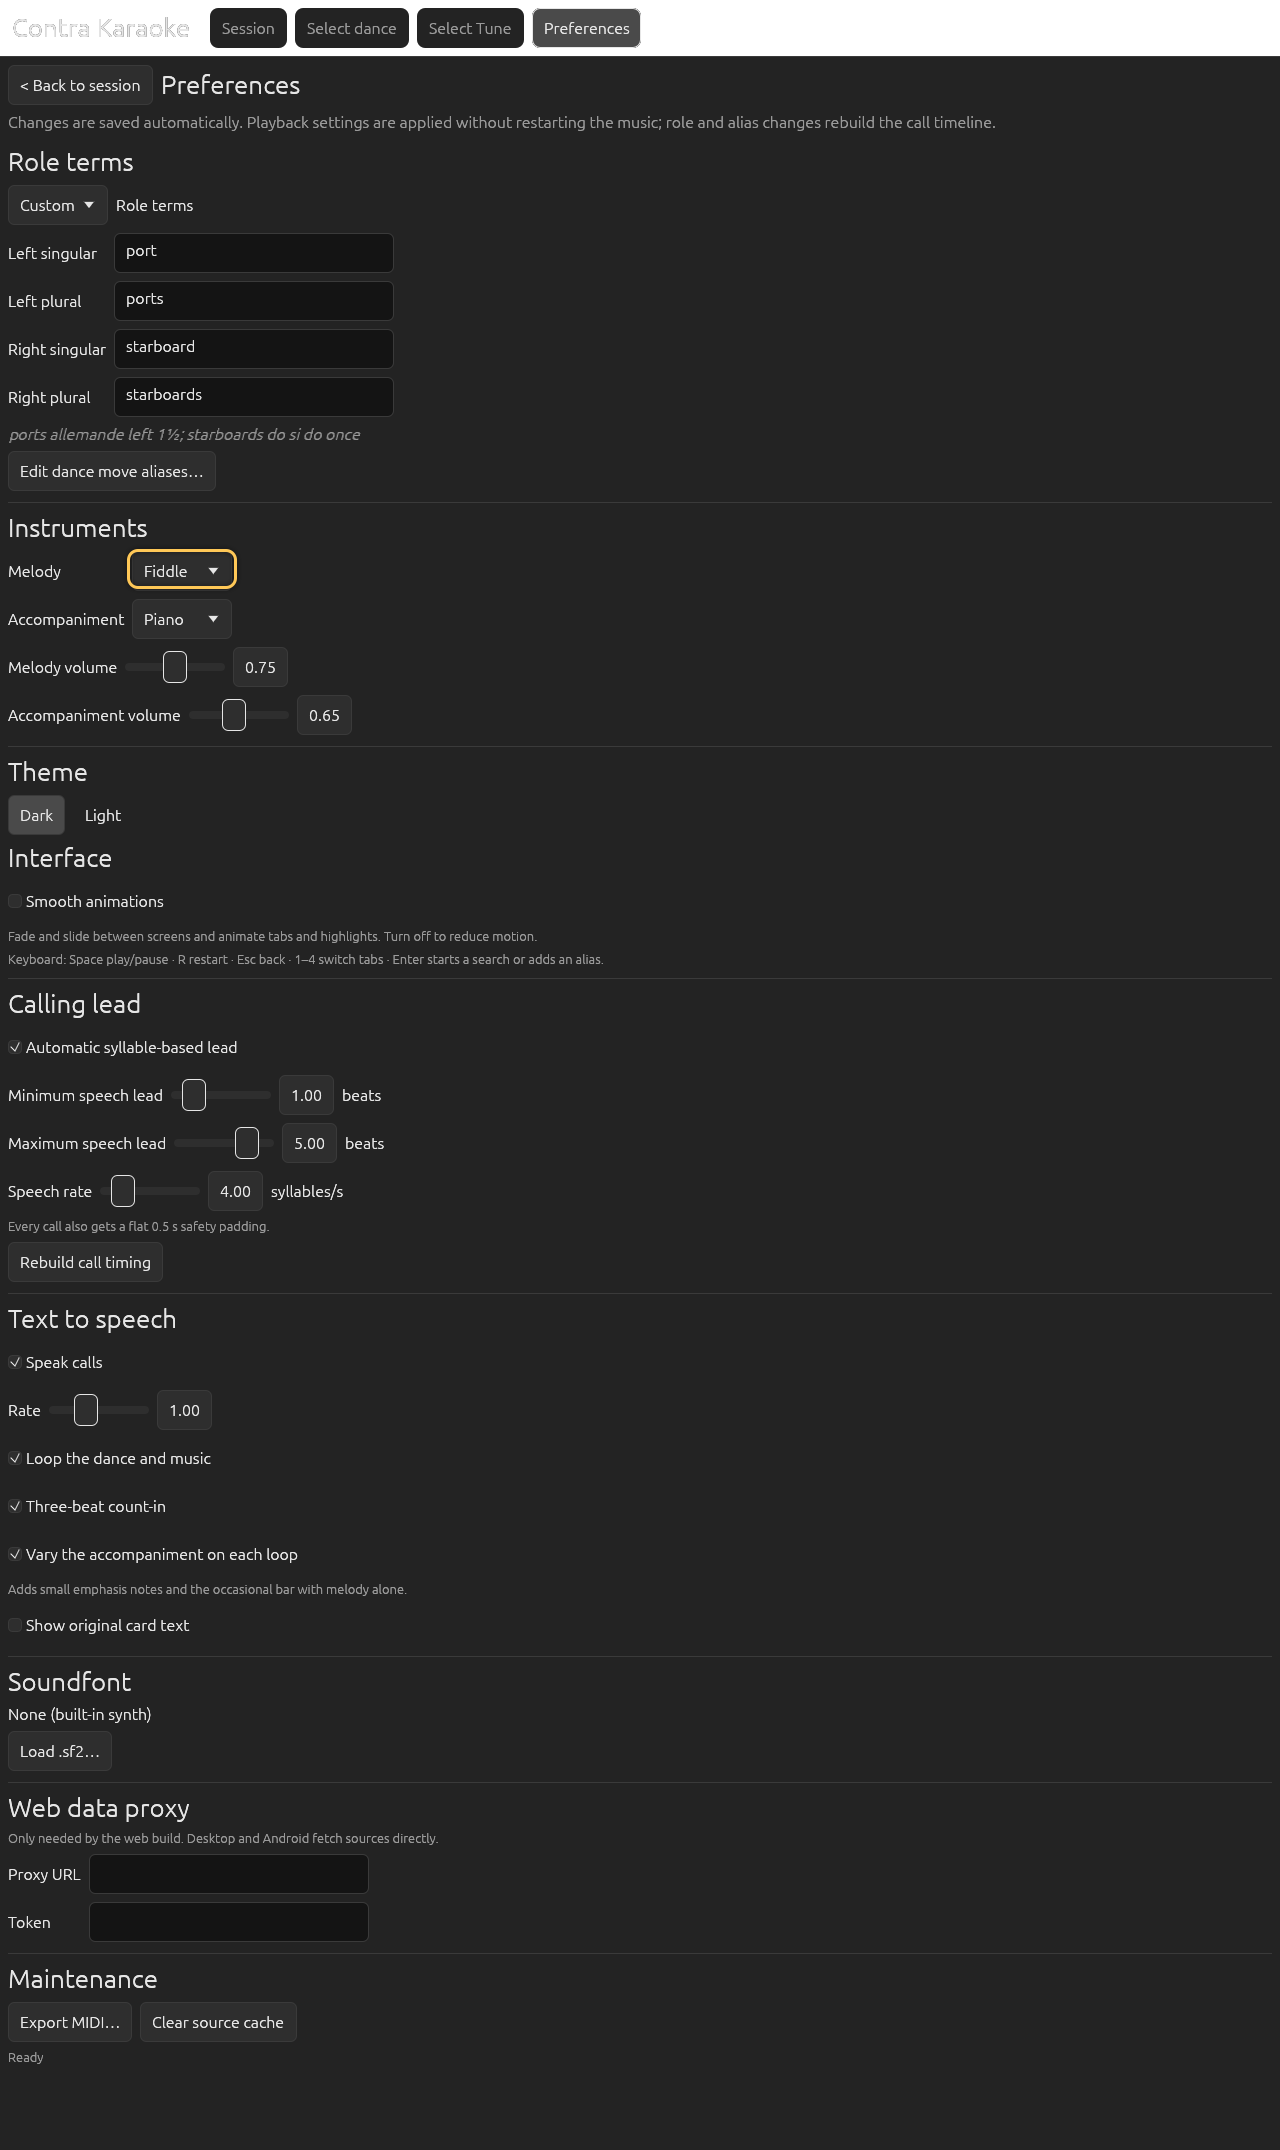 Contra Karaoke Session Select dance Select Tune Preferences
< Back to session Preferences
Changes are saved automatically. Playback settings are applied without restarting the music; role and alias changes rebuild the call timeline.
Role terms
Custom Role terms
Left singular port
Left plural ports
Right singular starboard
Right plural starboards
ports allemande left 1½; starboards do si do once
Edit dance move aliases…
Instruments
Melody Fiddle
Accompaniment Piano
Melody volume 0.75
Accompaniment volume 0.65
Theme
Dark Light
Interface
Smooth animations
Fade and slide between screens and animate tabs and highlights. Turn off to reduce motion.
Keyboard: Space play/pause · R restart · Esc back · 1–4 switch tabs · Enter starts a search or adds an alias.
Calling lead
Automatic syllable-based lead
Minimum speech lead 1.00 beats
Maximum speech lead 5.00 beats
Speech rate 4.00 syllables/s
Every call also gets a flat 0.5 s safety padding.
Rebuild call timing
Text to speech
Speak calls
Rate 1.00
Loop the dance and music
Three-beat count-in
Vary the accompaniment on each loop
Adds small emphasis notes and the occasional bar with melody alone.
Show original card text
Soundfont
None (built-in synth)
Load .sf2…
Web data proxy
Only needed by the web build. Desktop and Android fetch sources directly.
Proxy URL
Token
Maintenance
Export MIDI… Clear source cache
Ready